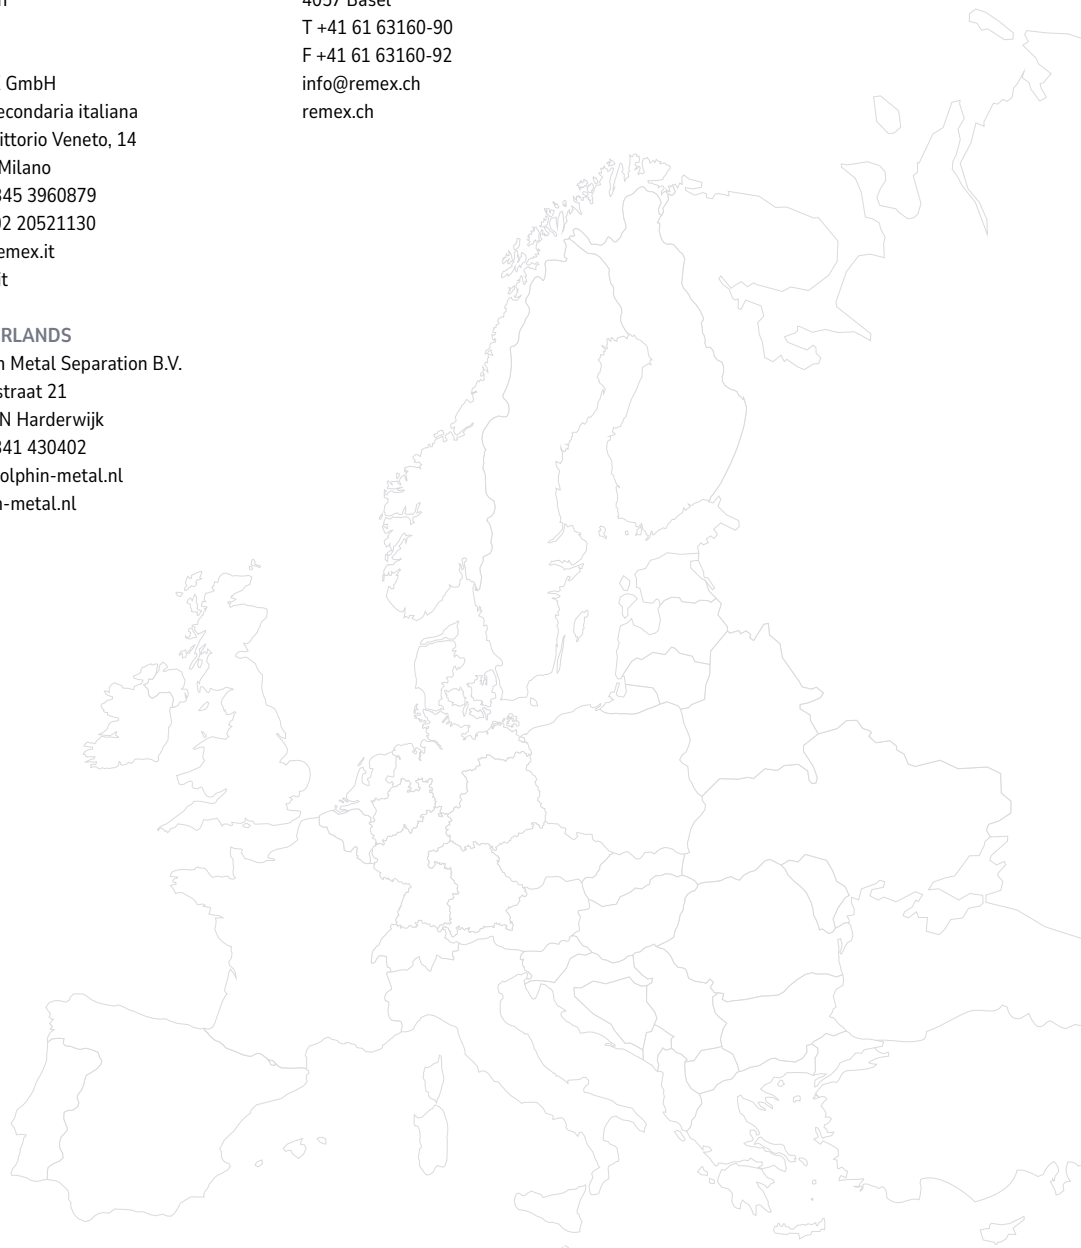 GmbH
econdaria italiana
ittorio Veneto, 14
Milano
345 3960879
02 20521130
emex.it
it
RLANDS
n Metal Separation B.V.
straat 21
N Harderwijk
341 430402
olphin-metal.nl
n-metal.nl
4057 Basel
T +41 61 63160-90
F +41 61 63160-92
info@remex.ch
remex.ch